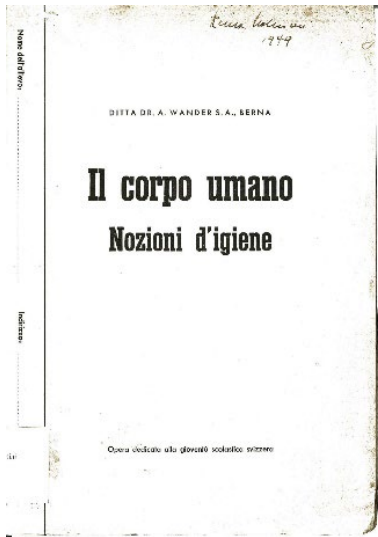 1949
DITTA DR. A. WANDER S.A., BERNA
Il corpo umano
Nozioni d'igiene
Opera dedicata alla gioventù scolastica svizzera
Nome dell'allievo:
Indirizzo: